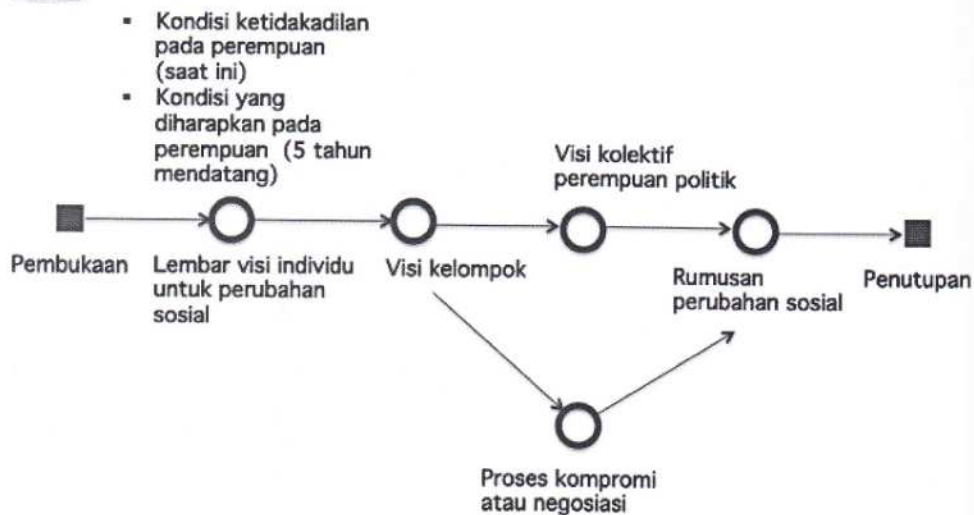 ▪ Kondisi ketidakadilan
pada perempuan
(saat ini)
▪ Kondisi yang
diharapkan pada
perempuan (5 tahun
mendatang)
Visi kolektif
perempuan politik
Pembukaan
Lembar visi individu
untuk perubahan
sosial
Visi kelompok
Rumusan
perubahan sosial
Penutupan
Proses kompromi
atau negosiasi